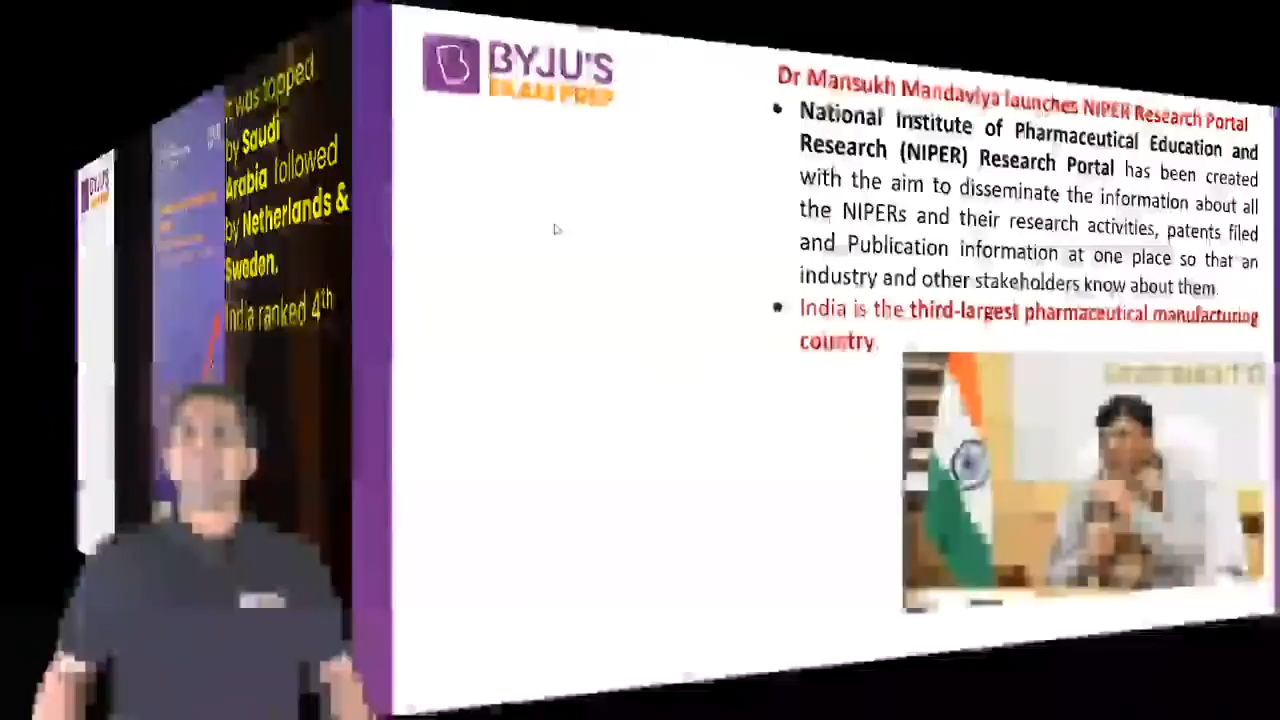 BYJU'S
EXAM PREP
It was topped
by Saudi
Arabia followed
by Netherlands &
Sweden.
India ranked 4th
BYJU'S
EXAM PREP
Dr Mansukh Mandaviya launches NIPER Research Portal
• National Institute of Pharmaceutical Education and
Research (NIPER) Research Portal has been created
with the aim to disseminate the information about all
the NIPERs and their research activities, patents filed
and Publication information at one place so that an
industry and other stakeholders know about them.
• India is the third-largest pharmaceutical manufacturing
country.